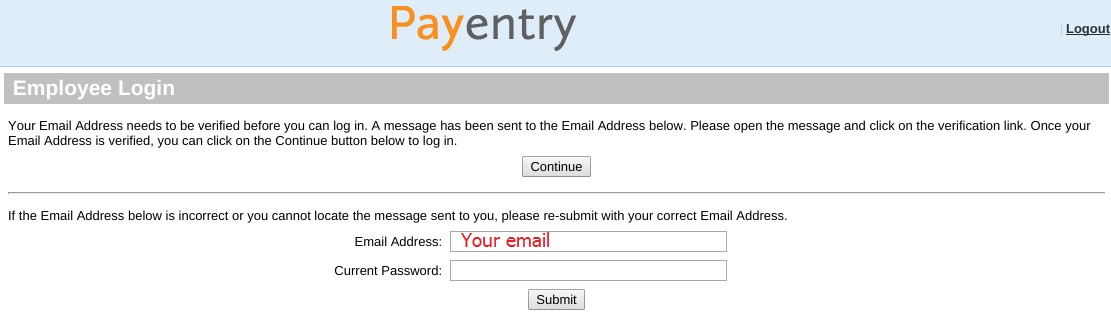 Payentry
Logout
Employee Login
Your Email Address needs to be verified before you can log in. A message has been sent to the Email Address below. Please open the message and click on the verification link. Once your
Email Address is verified, you can click on the Continue button below to log in.
Continue
If the Email Address below is incorrect or you cannot locate the message sent to you, please re-submit with your correct Email Address.
Email Address: Your email
Current Password:
Submit